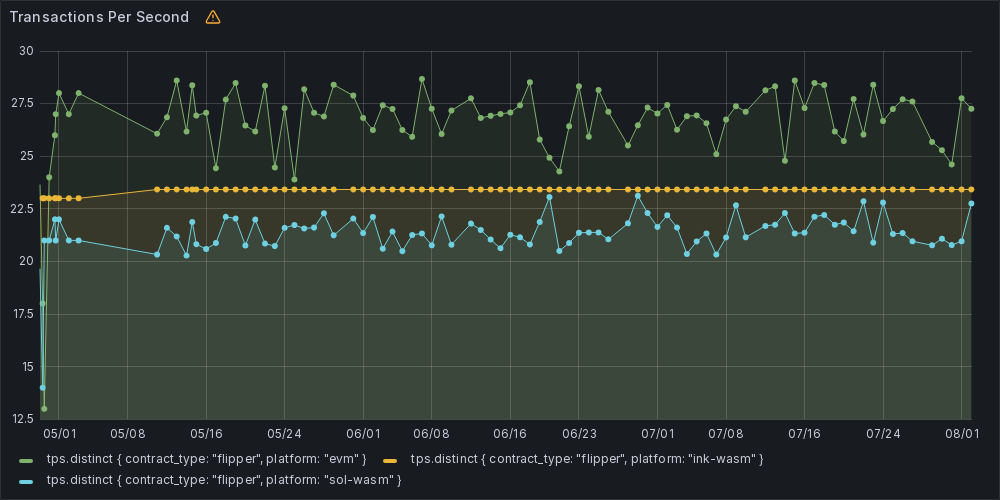 Transactions Per Second
30
27.5
25
22.5
20
17.5
15
12.5
05/01 05/08 05/16 05/24 06/01 06/08 06/16 06/23 07/01 07/08 07/16 07/24 08/01
tps.distinct { contract_type: "flipper", platform: "evm" } tps.distinct { contract_type: "flipper", platform: "ink-wasm" }
tps.distinct { contract_type: "flipper", platform: "sol-wasm" }